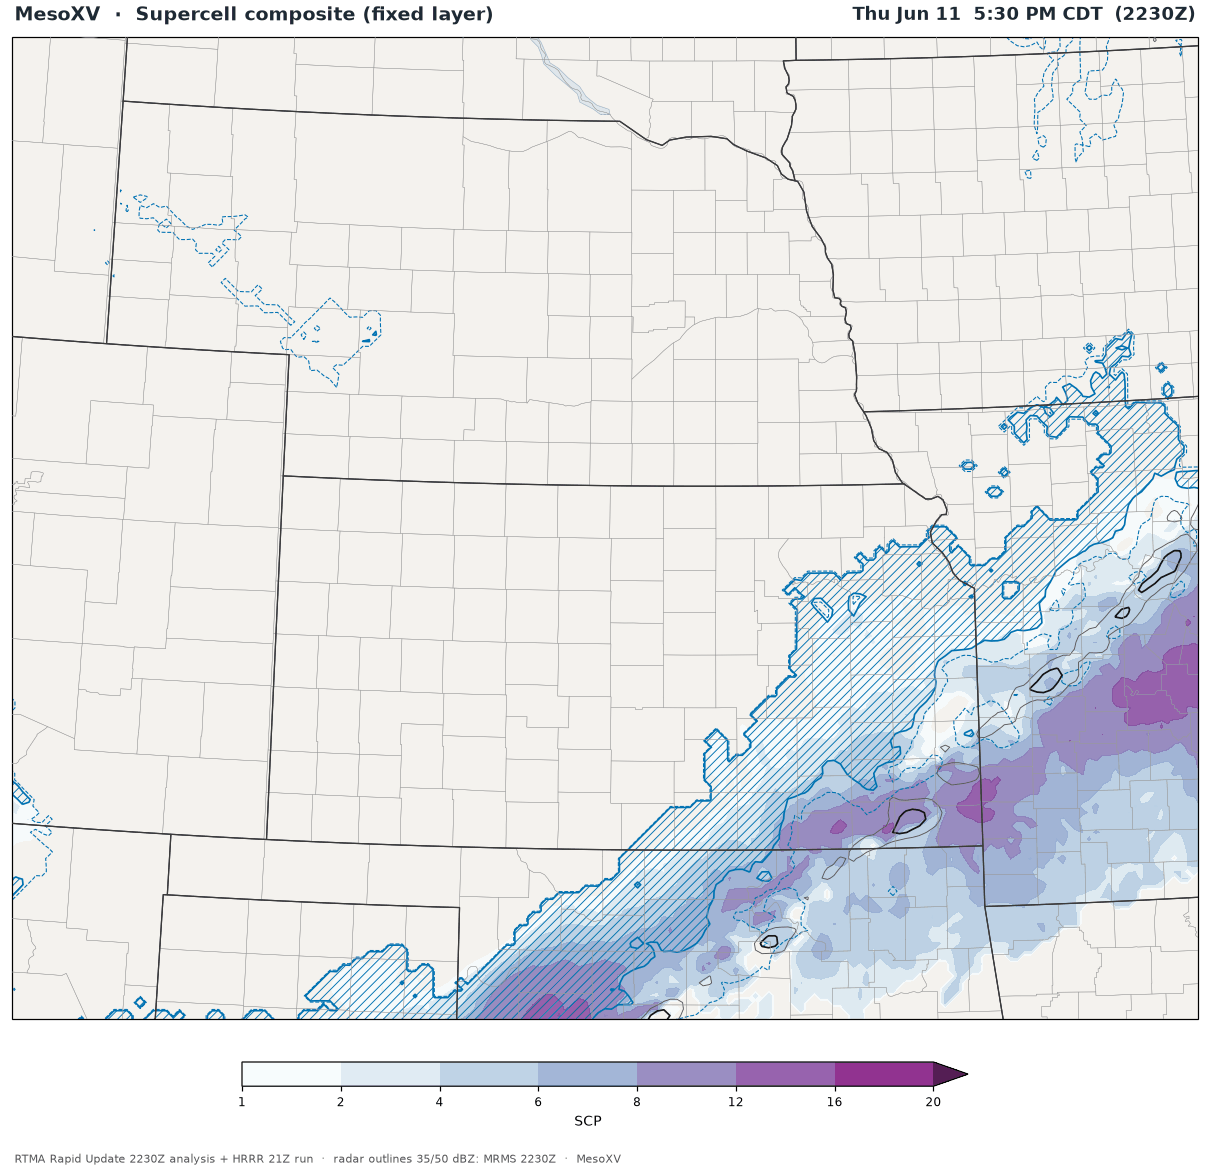 MesoXV · Supercell composite (fixed layer)
Thu Jun 11 5:30 PM CDT (2230Z)
1 2 4 6 8 12 16 20
SCP
RTMA Rapid Update 2230Z analysis + HRRR 21Z run · radar outlines 35/50 dBZ: MRMS 2230Z · MesoXV